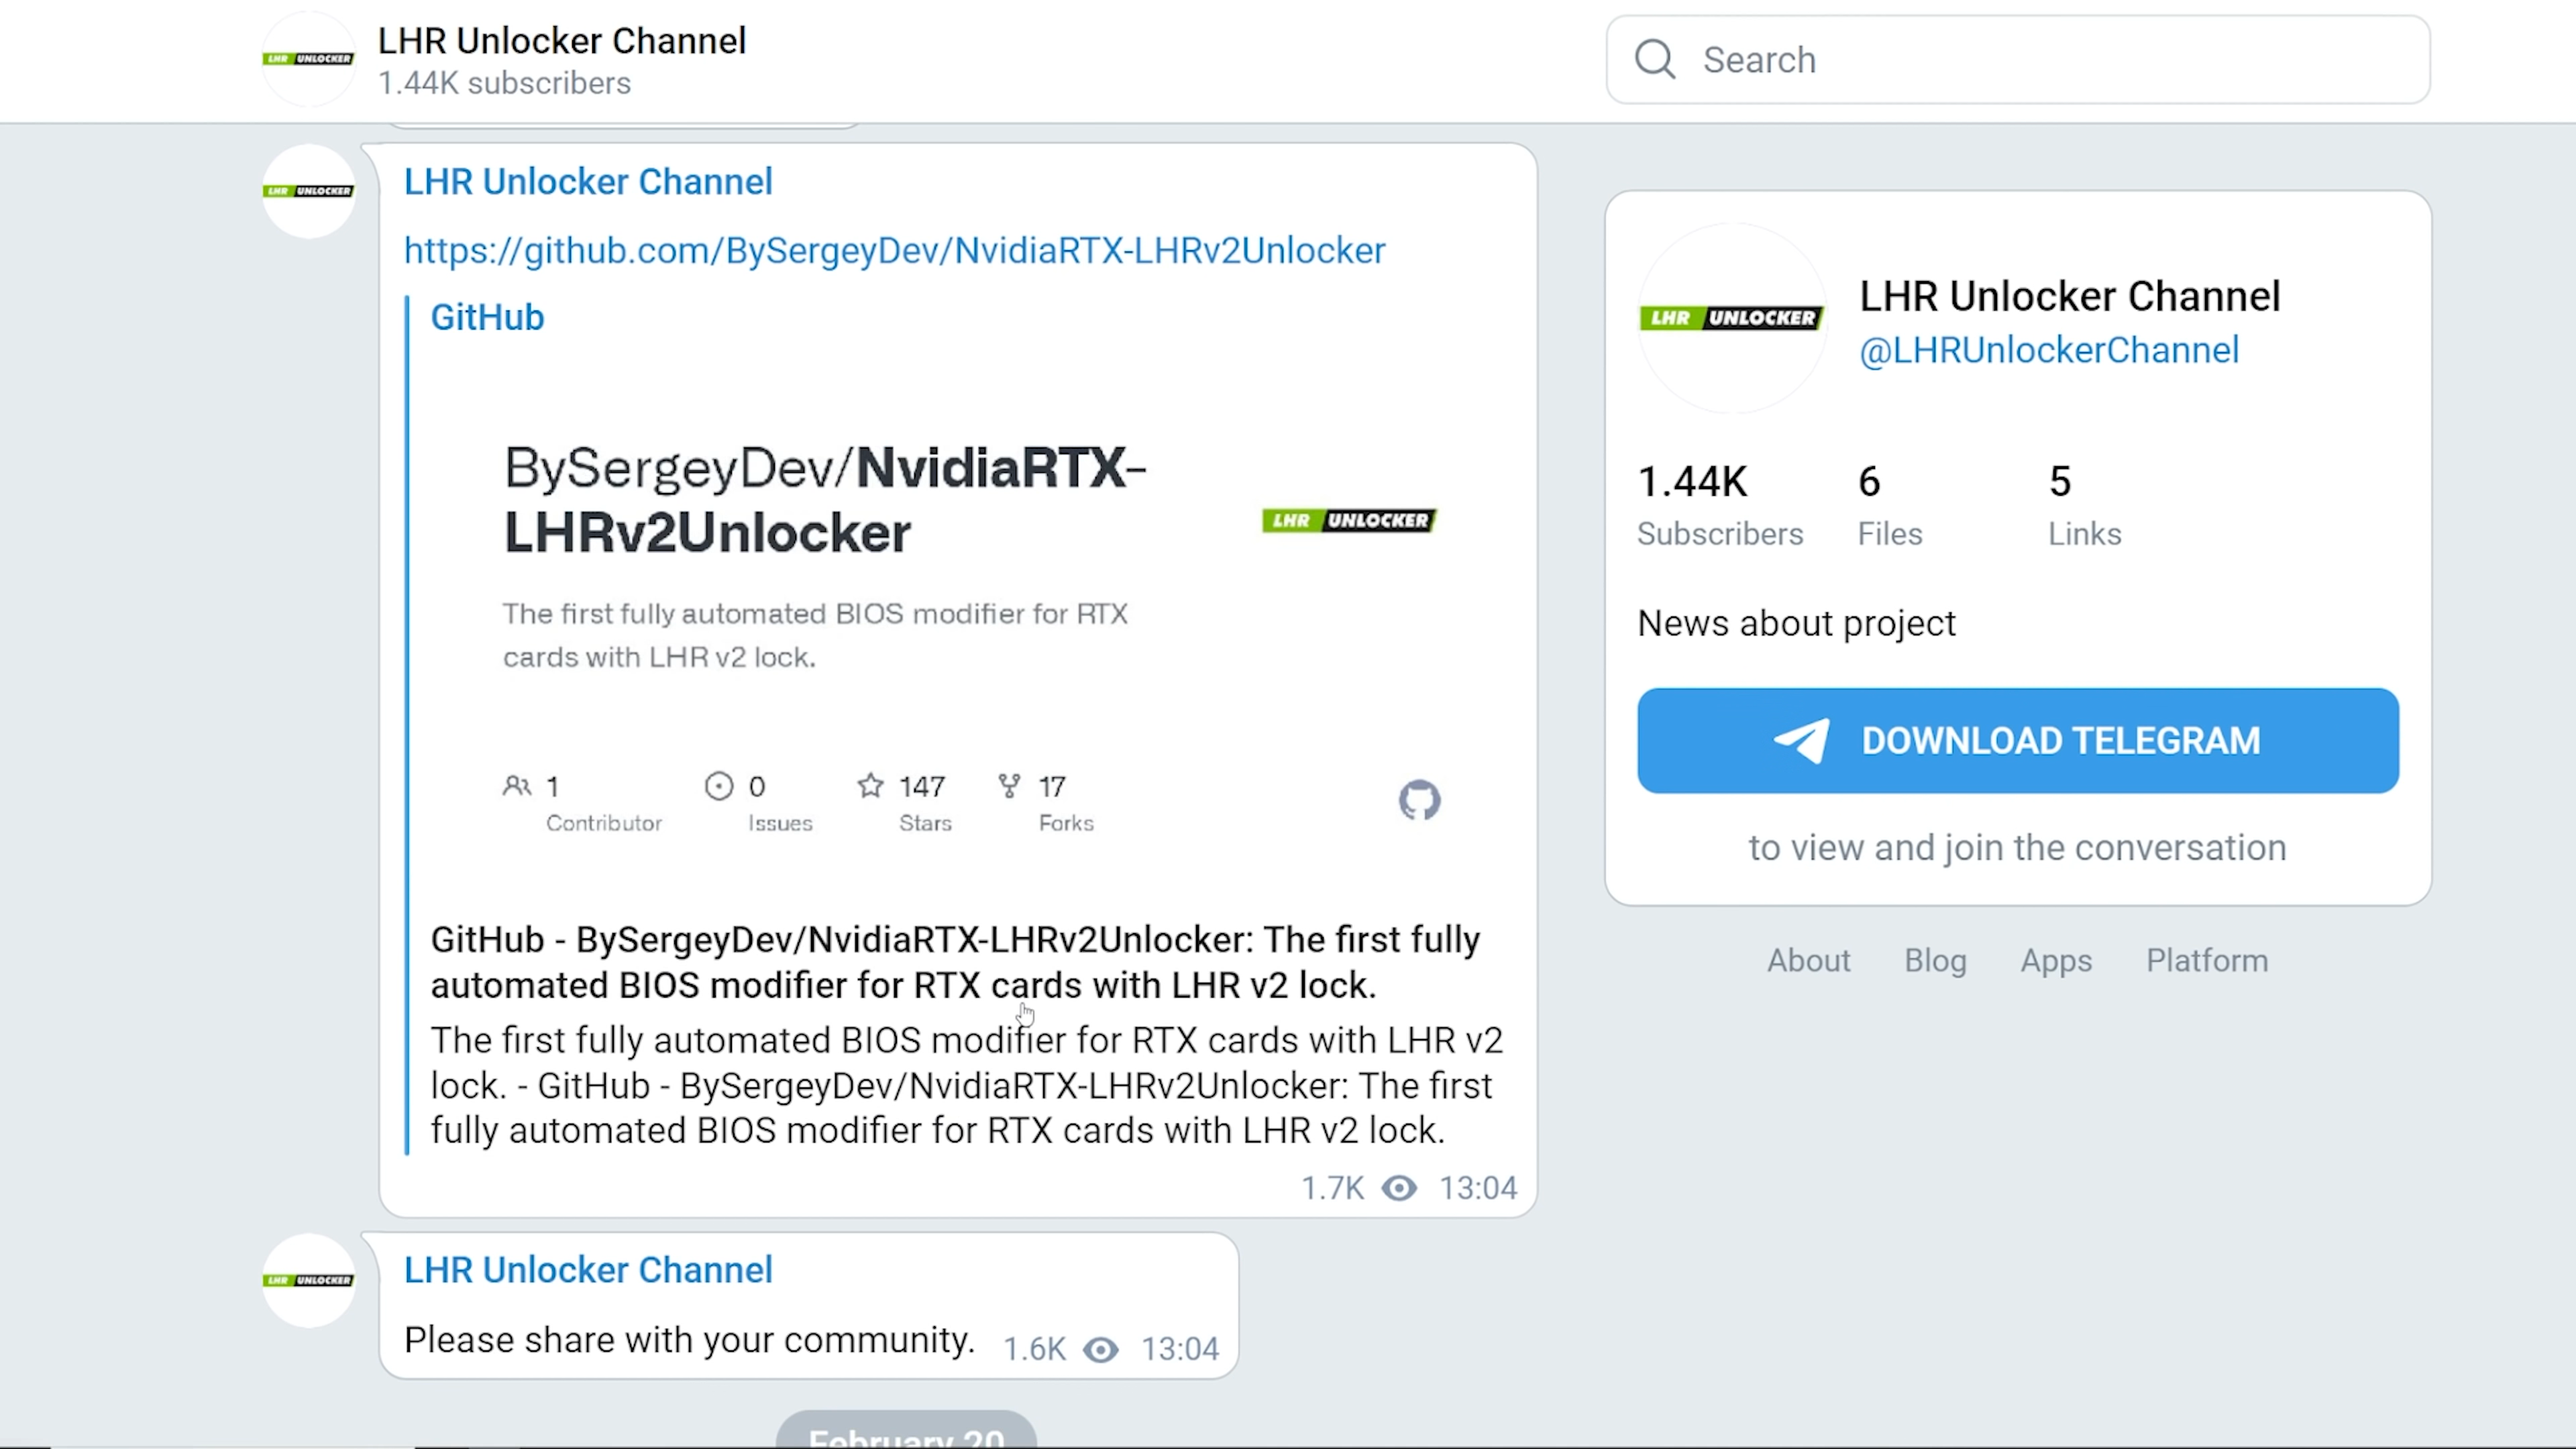 LHR Unlocker Channel
1.44K subscribers
Search
LHR UNLOCKER
LHR Unlocker Channel
https://github.com/BySergeyDev/NvidiaRTX-LHRv2Unlocker
GitHub
BySergeyDev/NvidiaRTX-
LHRv2Unlocker
LHR UNLOCKER
The first fully automated BIOS modifier for RTX
cards with LHR v2 lock.
1
Contributor
0
Issues
147
Stars
17
Forks
GitHub - BySergeyDev/NvidiaRTX-LHRv2Unlocker: The first fully
automated BIOS modifier for RTX cards with LHR v2 lock.
The first fully automated BIOS modifier for RTX cards with LHR v2
lock. - GitHub - BySergeyDev/NvidiaRTX-LHRv2Unlocker: The first
fully automated BIOS modifier for RTX cards with LHR v2 lock.
1.7K 13:04
LHR UNLOCKER
LHR Unlocker Channel
Please share with your community. 1.6K 13:04
February 20
LHR UNLOCKER
LHR UNLOCKER
LHR Unlocker Channel
@LHRUnlockerChannel
1.44K
Subscribers
6
Files
5
Links
News about project
DOWNLOAD TELEGRAM
to view and join the conversation
About Blog Apps Platform